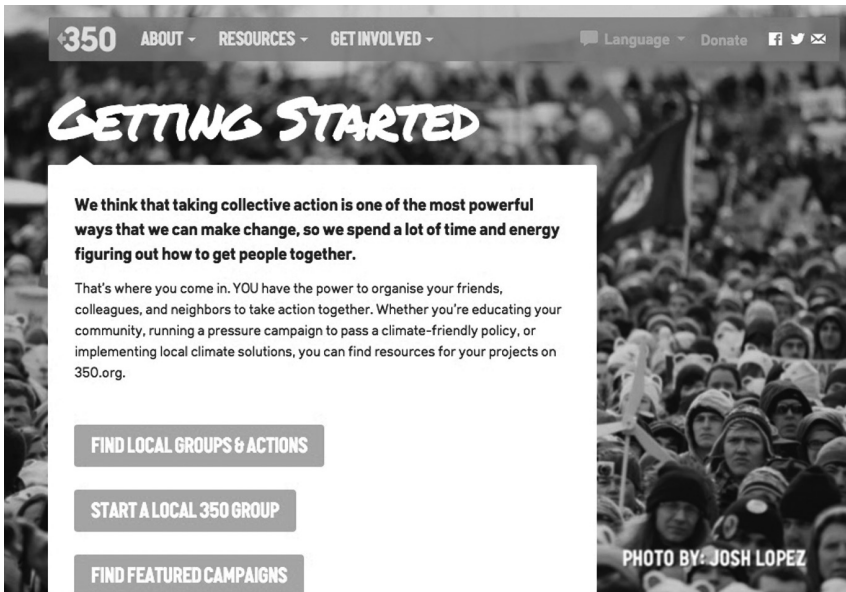 350 ABOUT RESOURCES GET INVOLVED Language Donate
GETTING STARTED
We think that taking collective action is one of the most powerful
ways that we can make change, so we spend a lot of time and energy
figuring out how to get people together.
That's where you come in. YOU have the power to organise your friends,
colleagues, and neighbors to take action together. Whether you're educating your
community, running a pressure campaign to pass a climate-friendly policy, or
implementing local climate solutions, you can find resources for your projects on
350.org.
FIND LOCAL GROUPS & ACTIONS
START A LOCAL 350 GROUP
FIND FEATURED CAMPAIGNS
PHOTO BY: JOSH LOPEZ